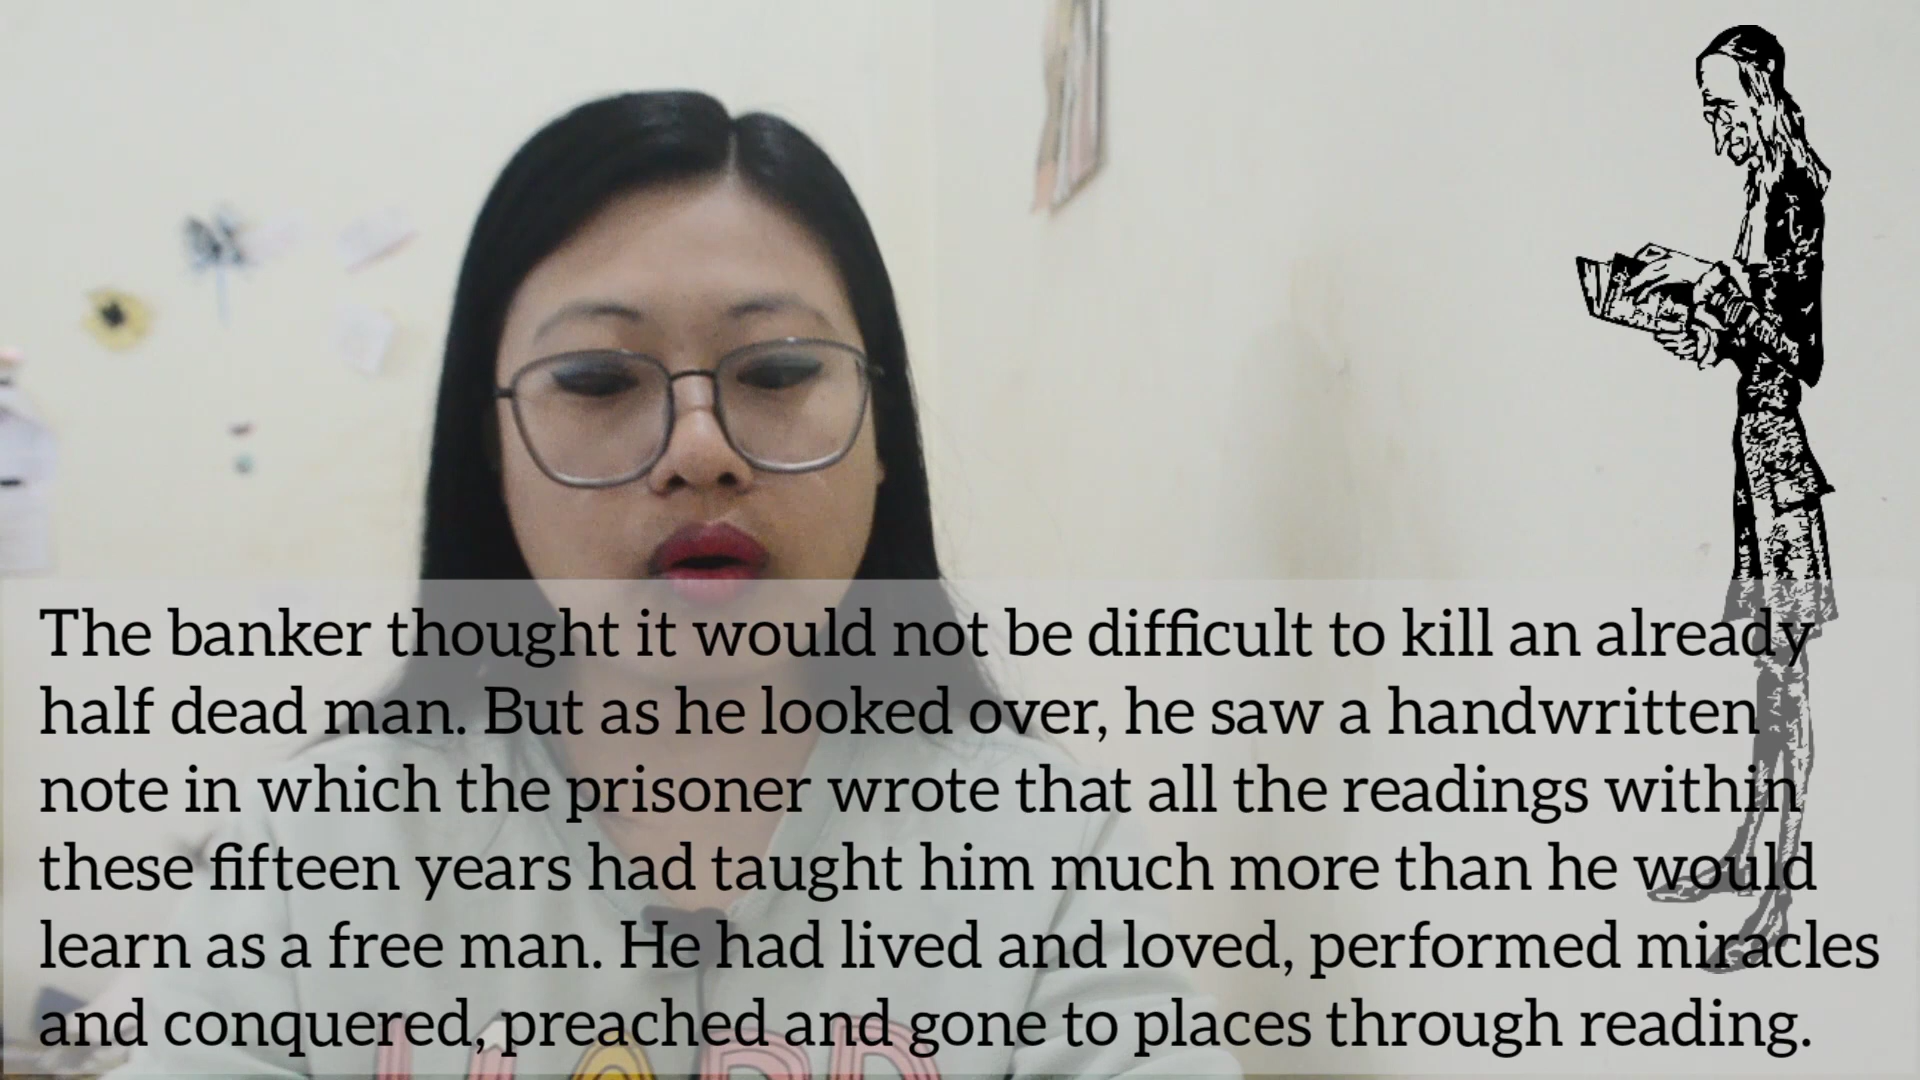 The banker thought it would not be difficult to kill an already
half dead man. But as he looked over, he saw a handwritten
note in which the prisoner wrote that all the readings within
these fifteen years had taught him much more than he would
learn as a free man. He had lived and loved, performed miracles
and conquered, preached and gone to places through reading.